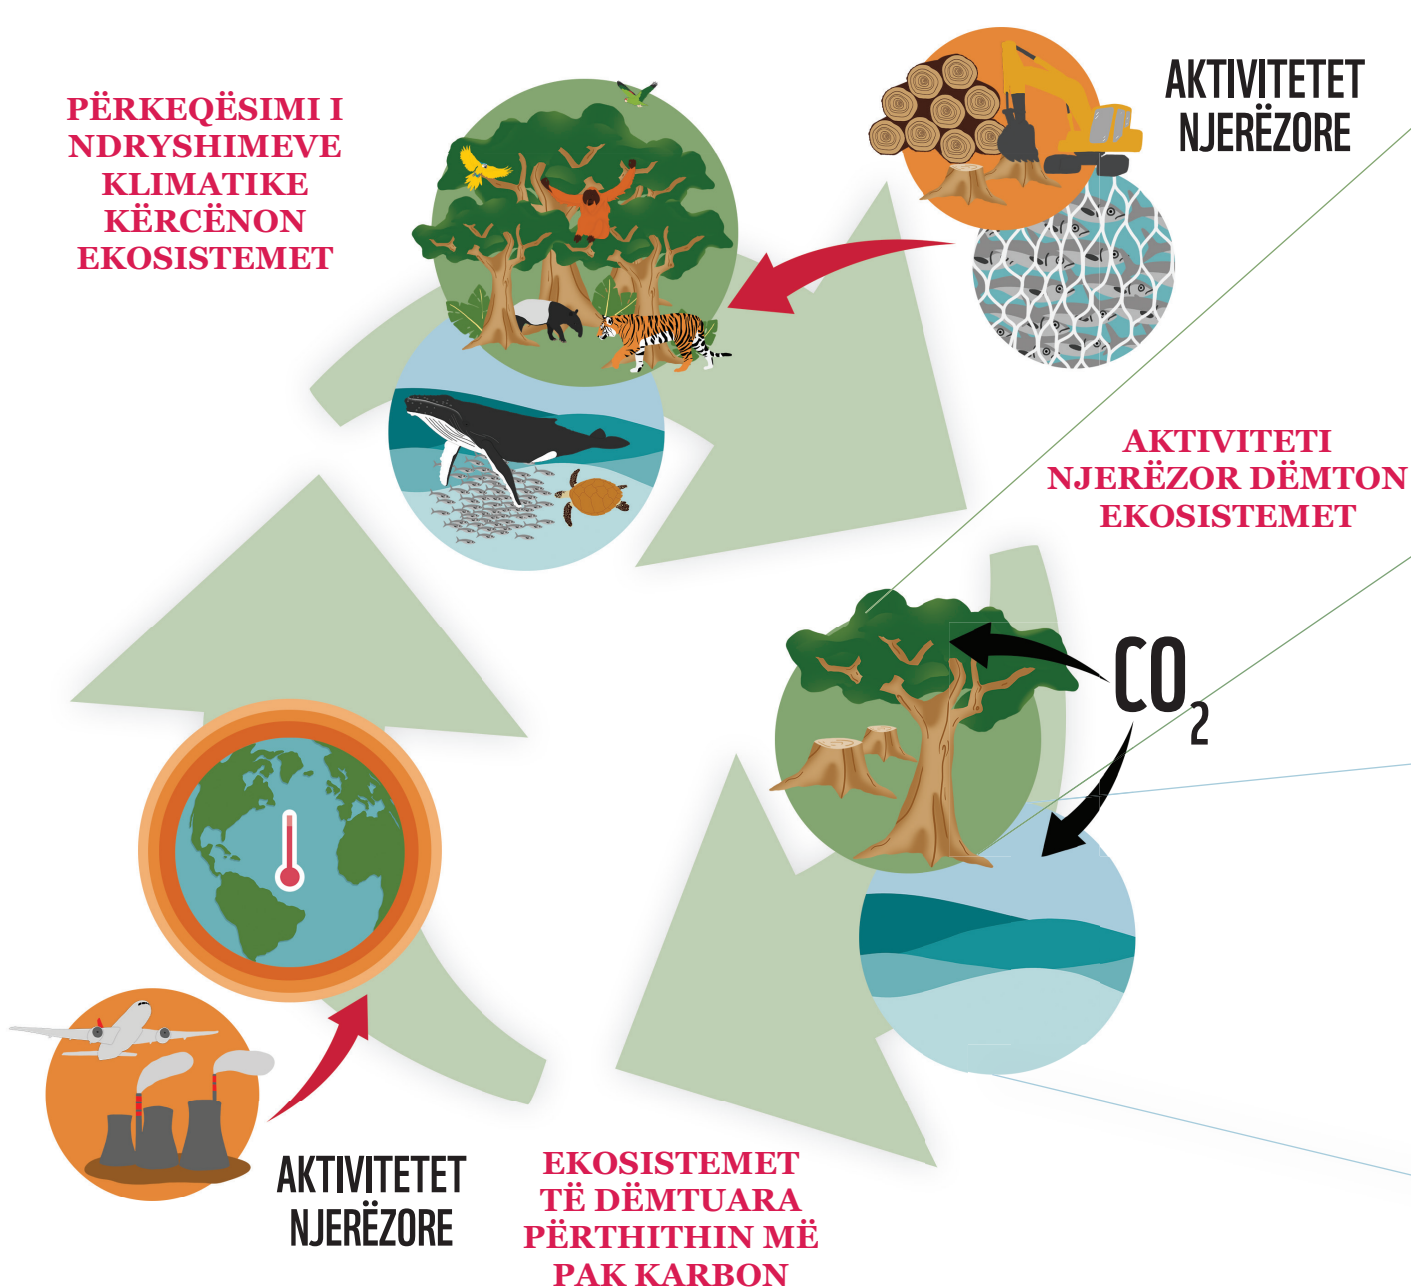 PËRKEQËSIMI I
NDRYSHIMEVE
KLIMATIKE
KËRCËNON
EKOSISTEMET
AKTIVITETET
NJERËZORE
AKTIVITETI
NJERËZOR DËMTON
EKOSISTEMET
CO₂
AKTIVITETET
NJERËZORE
EKOSISTEMET
TË DËMTUARA
PËRTHITHIN MË
PAK KARBON